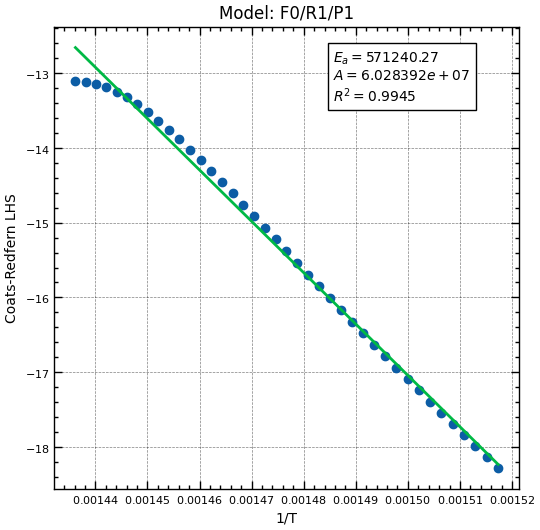 Model: F0/R1/P1
E_a = 571240.27
A = 6.028392e + 07
R^2 = 0.9945
−13
−14
−15
−16
−17
−18
Coats-Redfern LHS
0.00144 0.00145 0.00146 0.00147 0.00148 0.00149 0.00150 0.00151 0.00152
1/T